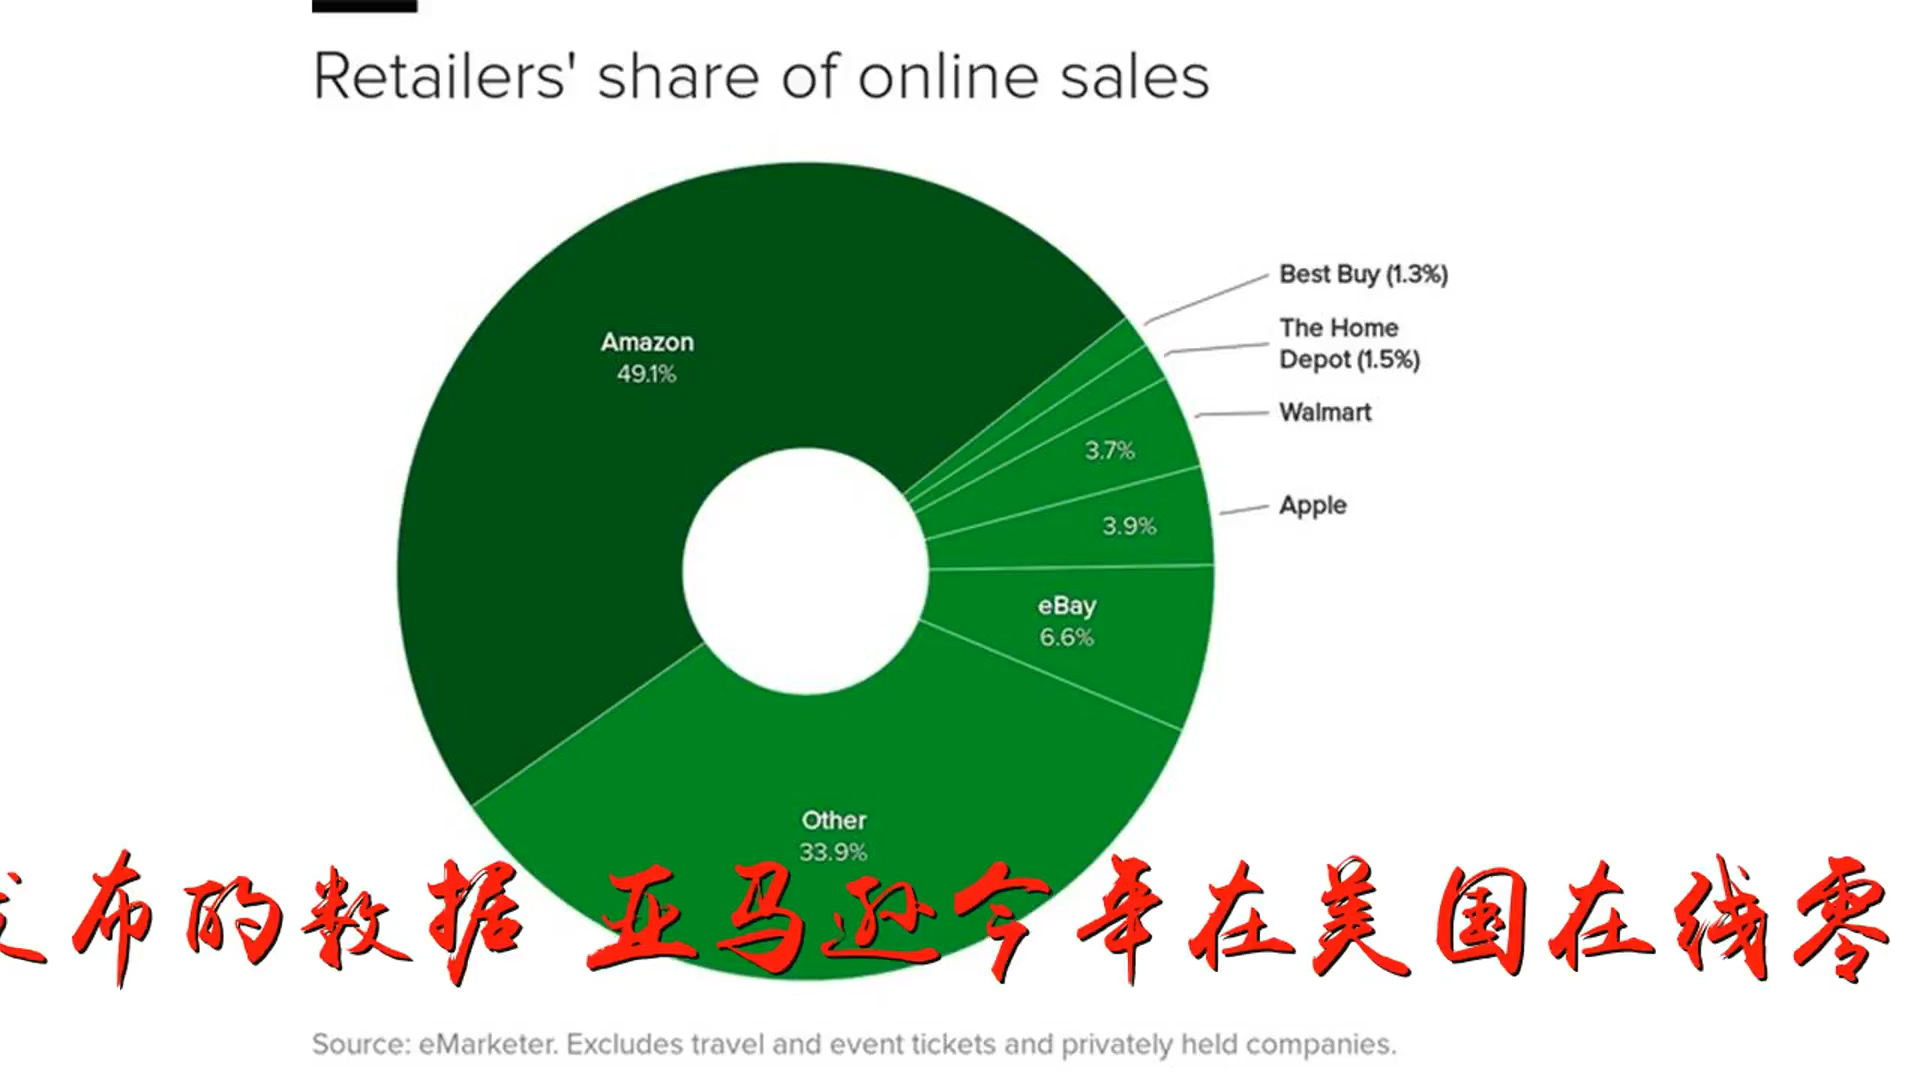 Retailers' share of online sales
Best Buy (1.3%)
The Home
Depot (1.5%)
Amazon
49.1%
Walmart
3.7%
Apple
3.9%
eBay
6.6%
Other
33.9%
布的数据 亚马逊今年在美国在线零
Source: eMarketer. Excludes travel and event tickets and privately held companies.